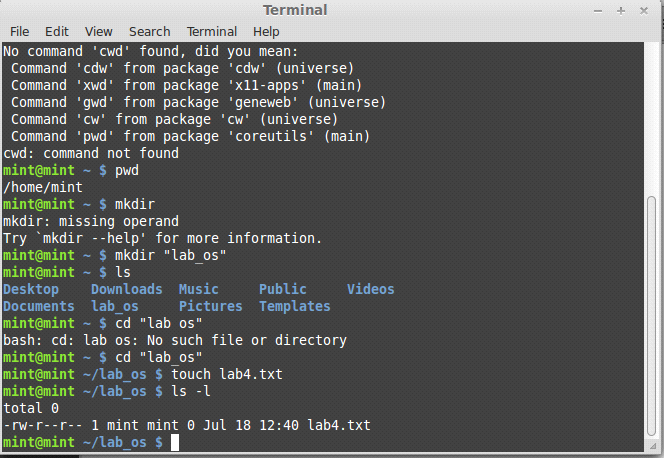 Terminal
File Edit View Search Terminal Help
No command 'cwd' found, did you mean:
 Command 'cdw' from package 'cdw' (universe)
 Command 'xwd' from package 'x11-apps' (main)
 Command 'gwd' from package 'geneweb' (universe)
 Command 'cw' from package 'cw' (universe)
 Command 'pwd' from package 'coreutils' (main)
cwd: command not found
mint@mint ~ $ pwd
/home/mint
mint@mint ~ $ mkdir
mkdir: missing operand
Try `mkdir --help' for more information.
mint@mint ~ $ mkdir "lab_os"
mint@mint ~ $ ls
Desktop    Downloads  Music     Public     Videos
Documents  lab_os     Pictures  Templates
mint@mint ~ $ cd "lab os"
bash: cd: lab os: No such file or directory
mint@mint ~ $ cd "lab_os"
mint@mint ~/lab_os $ touch lab4.txt
mint@mint ~/lab_os $ ls -l
total 0
-rw-r--r-- 1 mint mint 0 Jul 18 12:40 lab4.txt
mint@mint ~/lab_os $